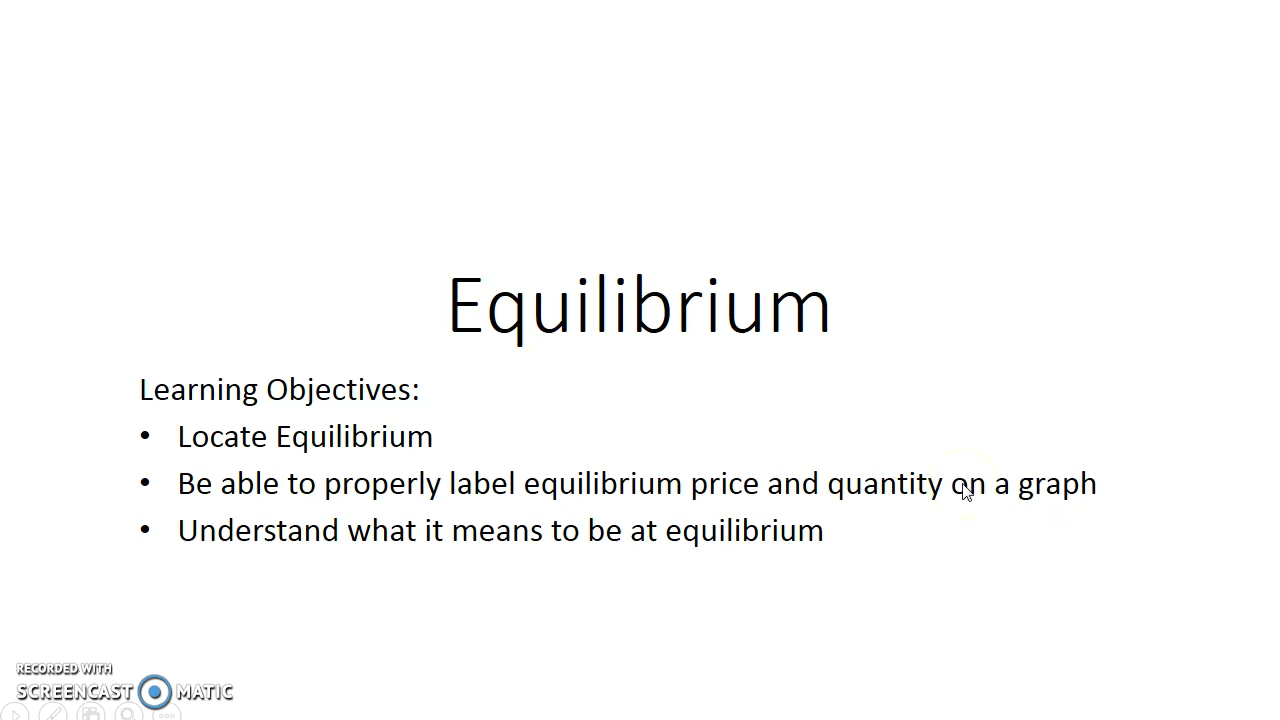 Equilibrium
Learning Objectives:
• Locate Equilibrium
• Be able to properly label equilibrium price and quantity on a graph
• Understand what it means to be at equilibrium
RECORDED WITH
SCREENCAST MATIC